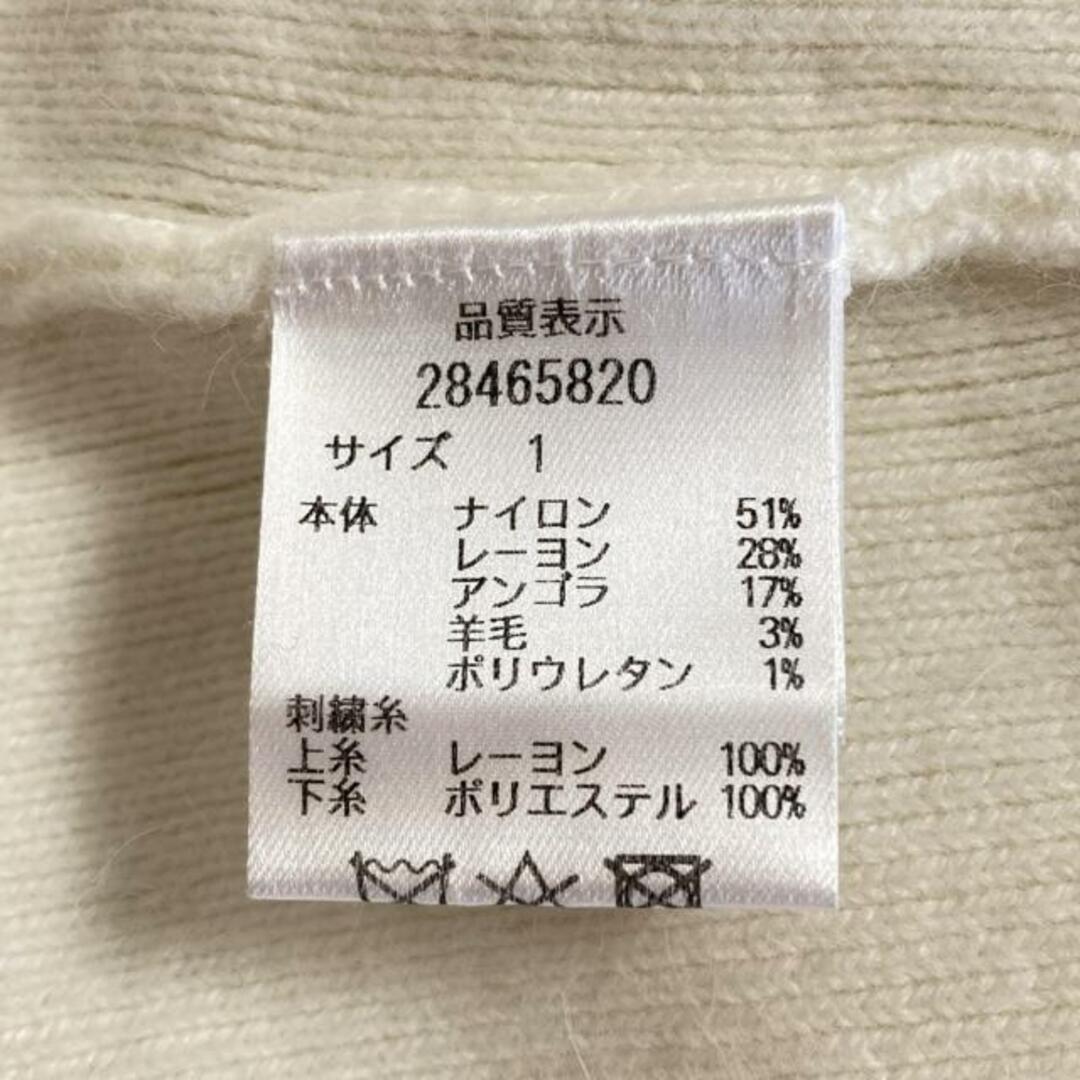 品質表示
28465820
サイズ 1
本体 ナイロン 51%
レーヨン 28%
アンゴラ 17%
羊毛 3%
ポリウレタン 1%
刺繍糸
上糸 レーヨン 100%
下糸 ポリエステル 100%